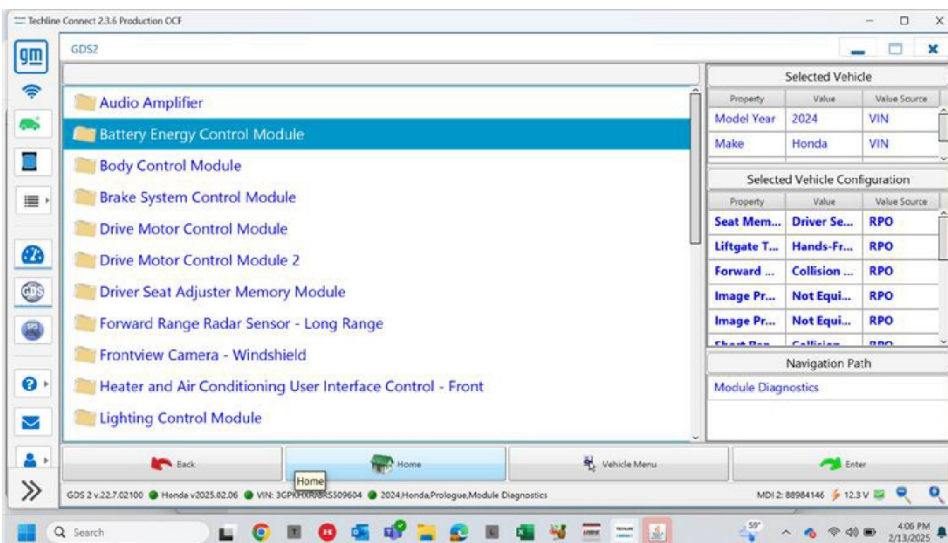 Techline Connect 2.3.6 Production OCF
gm
GDS2
Selected Vehicle
Property Value Value Source
Model Year 2024 VIN
Make Honda VIN
Selected Vehicle Configuration
Property Value Value Source
Seat Mem... Driver Se... RPO
Liftgate T... Hands-Fr... RPO
Forward ... Collision ... RPO
Image Pr... Not Equi... RPO
Image Pr... Not Equi... RPO
Navigation Path
Module Diagnostics
Audio Amplifier
Battery Energy Control Module
Body Control Module
Brake System Control Module
Drive Motor Control Module
Drive Motor Control Module 2
Driver Seat Adjuster Memory Module
Forward Range Radar Sensor - Long Range
Frontview Camera - Windshield
Heater and Air Conditioning User Interface Control - Front
Lighting Control Module
Back
Home
Vehicle Menu
Enter
Home
GDS 2 v.22.7.02100 Honda v2025.02.06 VIN: 2024,Honda,Prologue,Module Diagnostics MDI 2: 88984146 12.3 V
Search
59°
4:06 PM
2/13/2025